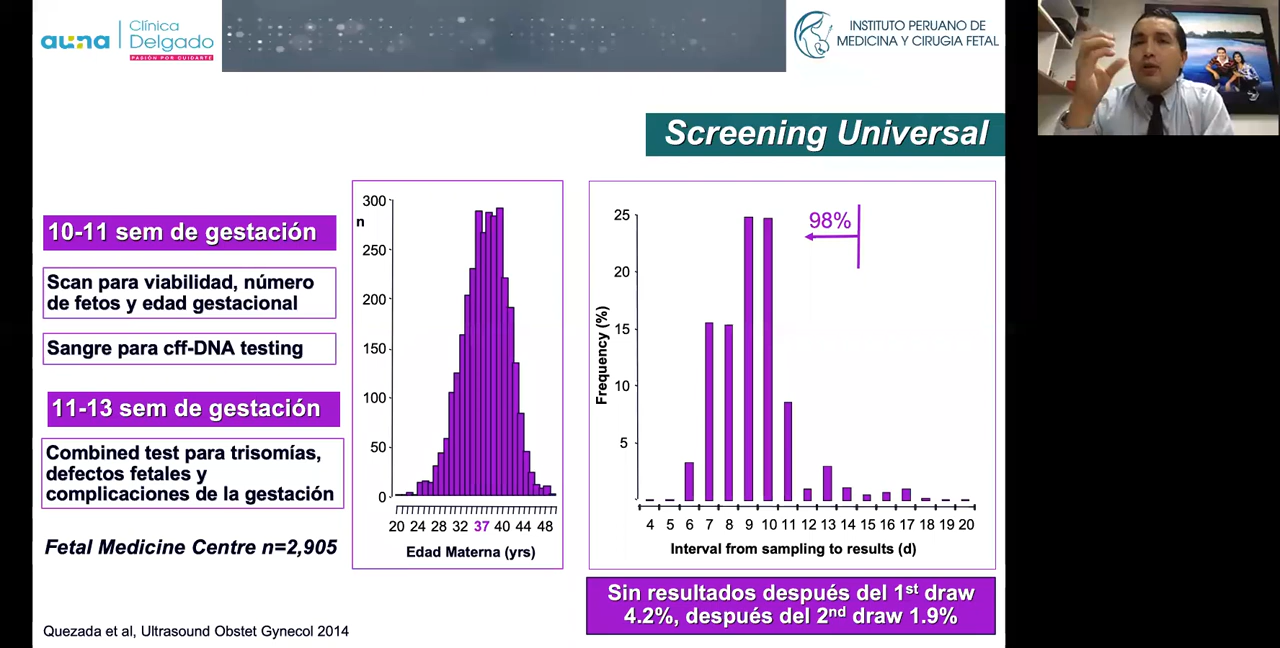 auna
Clínica
Delgado
PASIÓN POR CUIDARTE
INSTITUTO PERUANO DE
MEDICINA Y CIRUGIA FETAL
Screening Universal
10-11 sem de gestación
Scan para viabilidad, número
de fetos y edad gestacional
Sangre para cff-DNA testing
11-13 sem de gestación
Combined test para trisomías,
defectos fetales y
complicaciones de la gestación
Fetal Medicine Centre n=2,905
Quezada et al, Ultrasound Obstet Gynecol 2014
300
n
250
200
150
100
50
0
20 24 28 32 37 40 44 48
Edad Materna (yrs)
25
20
15
10
5
Frequency (%)
98%
4 5 6 7 8 9 10 11 12 13 14 15 16 17 18 19 20
Interval from sampling to results (d)
Sin resultados después del 1st draw
4.2%, después del 2nd draw 1.9%